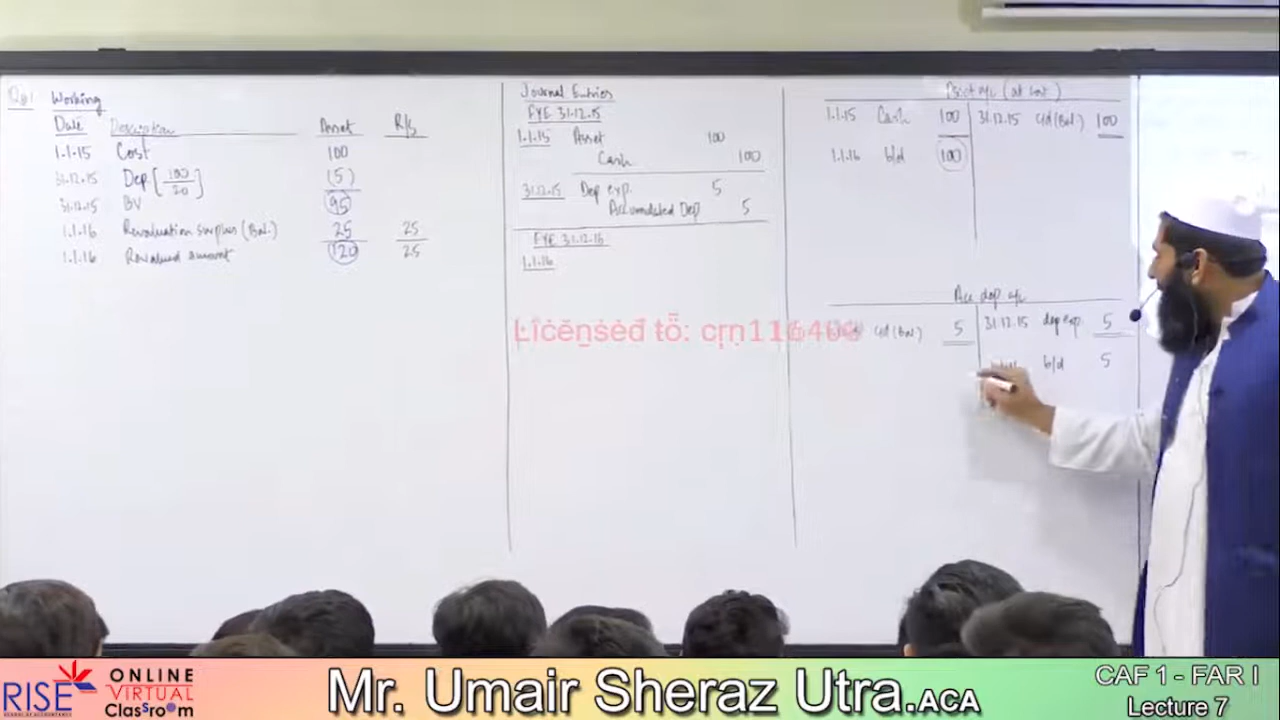 Q#1 Working
Date Description Asset R/S
1.1.15 Cost 100
31.12.15 Dep [100/20] (5)
31.12.15 BV 95
1.1.16 Revaluation surplus (Bal.) 25 25
1.1.16 Revalued amount 120 25
Journal Entries
FYE 31.12.15
1.1.15 Asset 100
Cash 100
31.12.15 Dep exp. 5
Accumulated Dep 5
FYE 31.12.16
1.1.16
a/c (at cost)
1.1.15 Cash 100 31.12.15 c/d (Bal.) 100
1.1.16 b/d 100
Acc dep a/c
c/d (Bal.) 5 31.12.15 dep exp. 5
b/d 5
Licensed to: crn116408
RISE
ONLINE
VIRTUAL
Classroom
Mr. Umair Sheraz Utra.ACA
CAF 1 - FAR I
Lecture 7